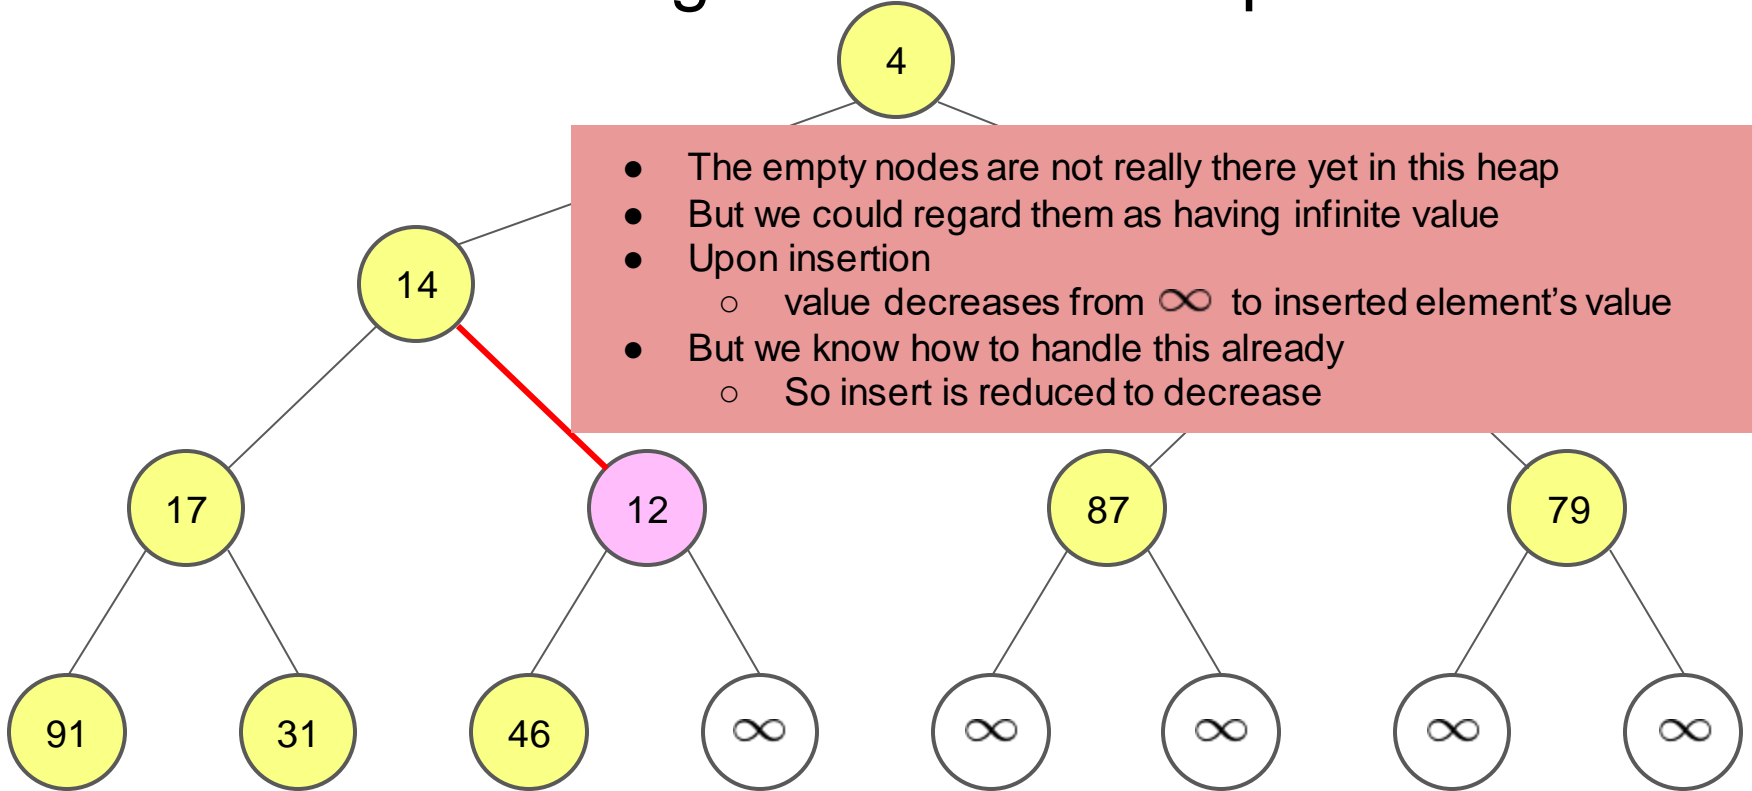 4
● The empty nodes are not really there yet in this heap
● But we could regard them as having infinite value
● Upon insertion
○ value decreases from ∞ to inserted element’s value
● But we know how to handle this already
○ So insert is reduced to decrease
14
17
12
87
79
91
31
46
∞
∞
∞
∞
∞